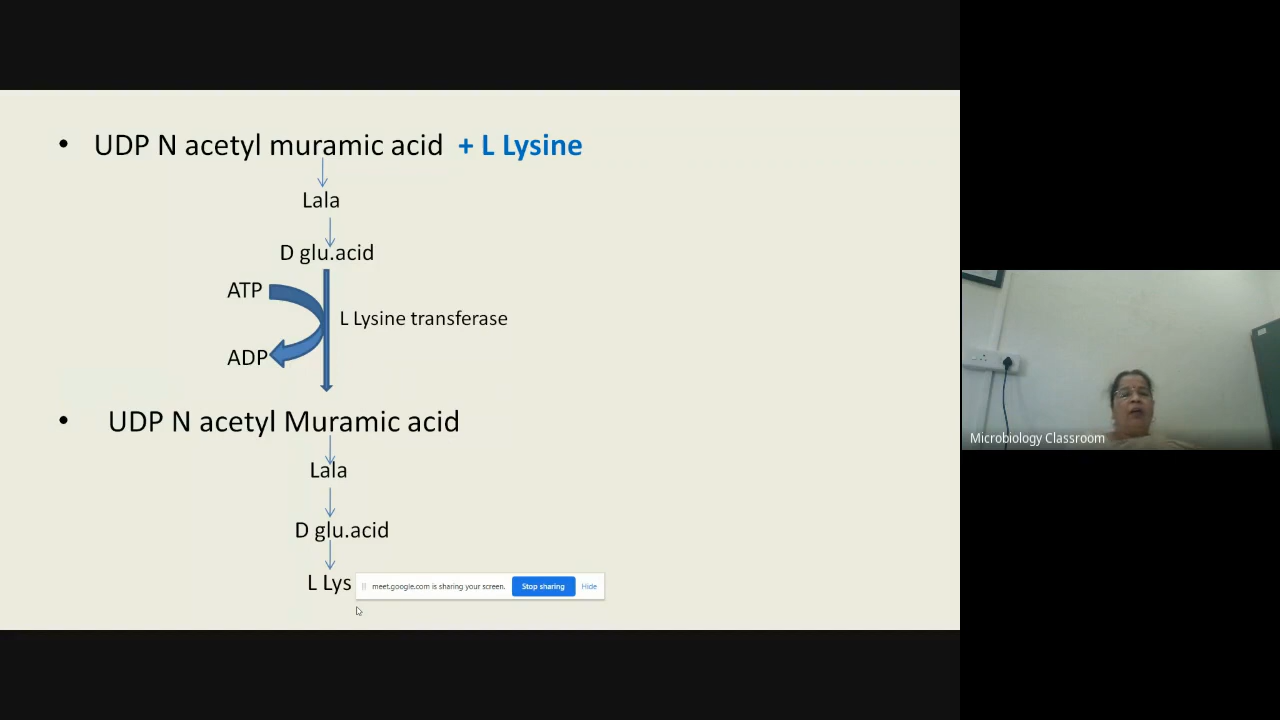 • UDP N acetyl muramic acid + L Lysine
Lala
D glu.acid
ATP
L Lysine transferase
ADP
• UDP N acetyl Muramic acid
Lala
D glu.acid
L Lys
meet.google.com is sharing your screen. Stop sharing Hide
Microbiology Classroom